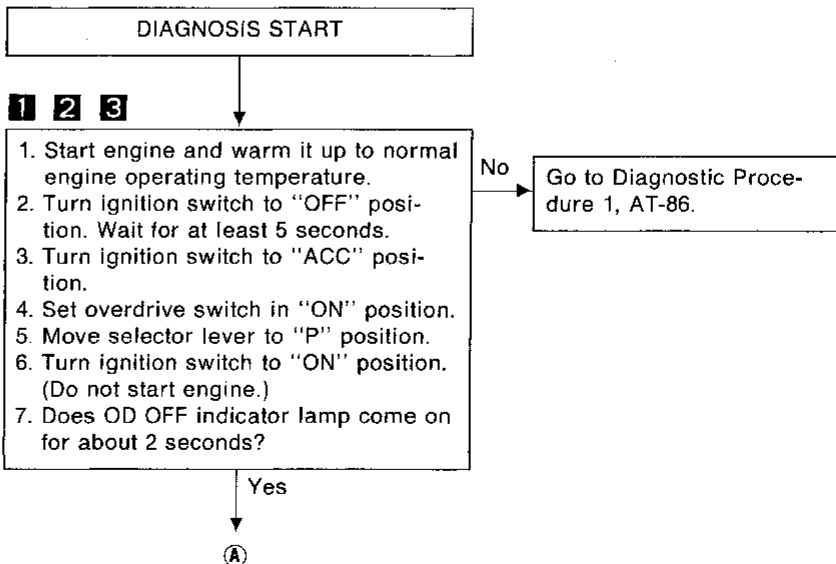 DIAGNOSIS START
1 2 3
1. Start engine and warm it up to normal
engine operating temperature.
2. Turn ignition switch to "OFF" posi-
tion. Wait for at least 5 seconds.
3. Turn ignition switch to "ACC" posi-
tion.
4. Set overdrive switch in "ON" position.
5. Move selector lever to "P" position.
6. Turn ignition switch to "ON" position.
(Do not start engine.)
7. Does OD OFF indicator lamp come on
for about 2 seconds?
No
Go to Diagnostic Proce-
dure 1, AT-86.
Yes
Ⓐ